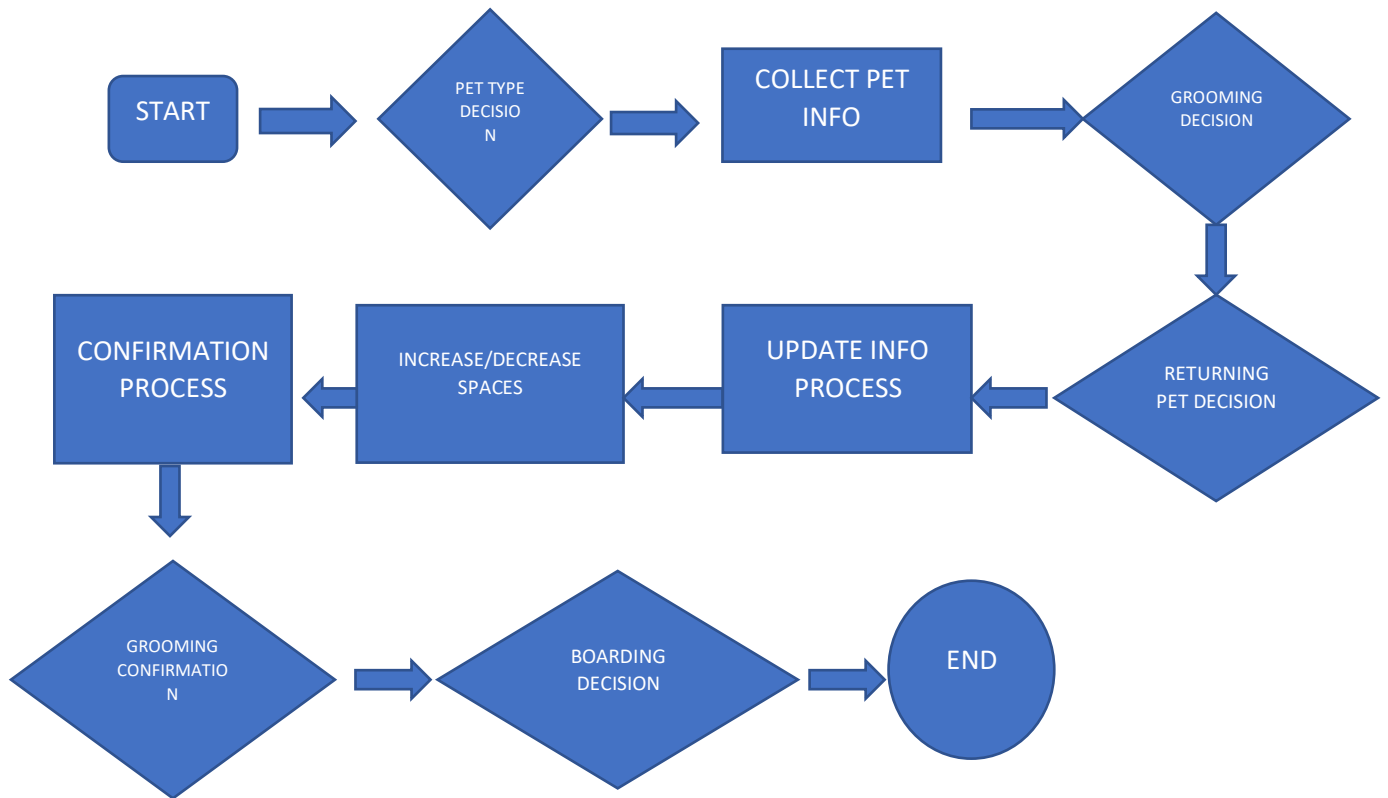 START
PET TYPE
DECISIO
N
COLLECT PET
INFO
GROOMING
DECISION
RETURNING
PET DECISION
UPDATE INFO
PROCESS
INCREASE/DECREASE
SPACES
CONFIRMATION
PROCESS
GROOMING
CONFIRMATIO
N
BOARDING
DECISION
END